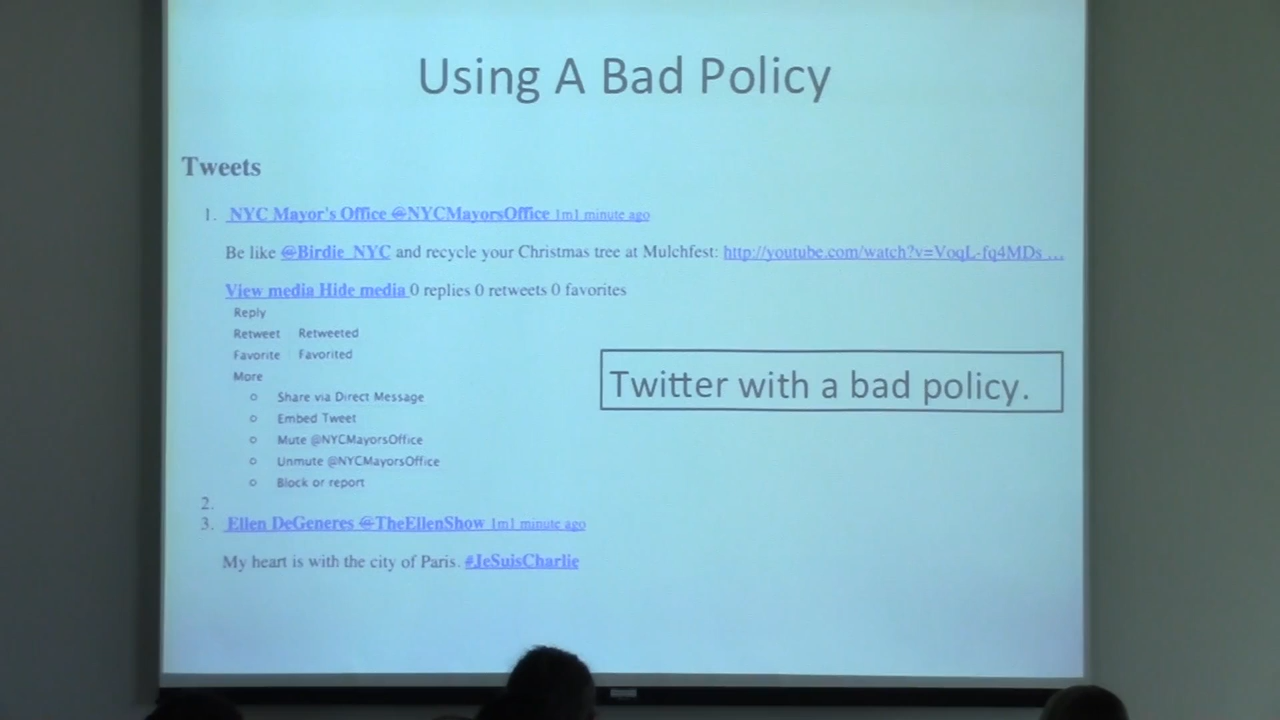 Using A Bad Policy
Tweets
1. NYC Mayor's Office @NYCMayorsOffice 1m1 minute ago
Be like @Birdie_NYC and recycle your Christmas tree at Mulchfest: http://youtube.com/watch?v=VoqL-fq4MDs ...
View media Hide media 0 replies 0 retweets 0 favorites
Reply
Retweet Retweeted
Favorite Favorited
More
○ Share via Direct Message
○ Embed Tweet
○ Mute @NYCMayorsOffice
○ Unmute @NYCMayorsOffice
○ Block or report
Twitter with a bad policy.
2.
3. Ellen DeGeneres @TheEllenShow 1m1 minute ago
My heart is with the city of Paris. #JeSuisCharlie